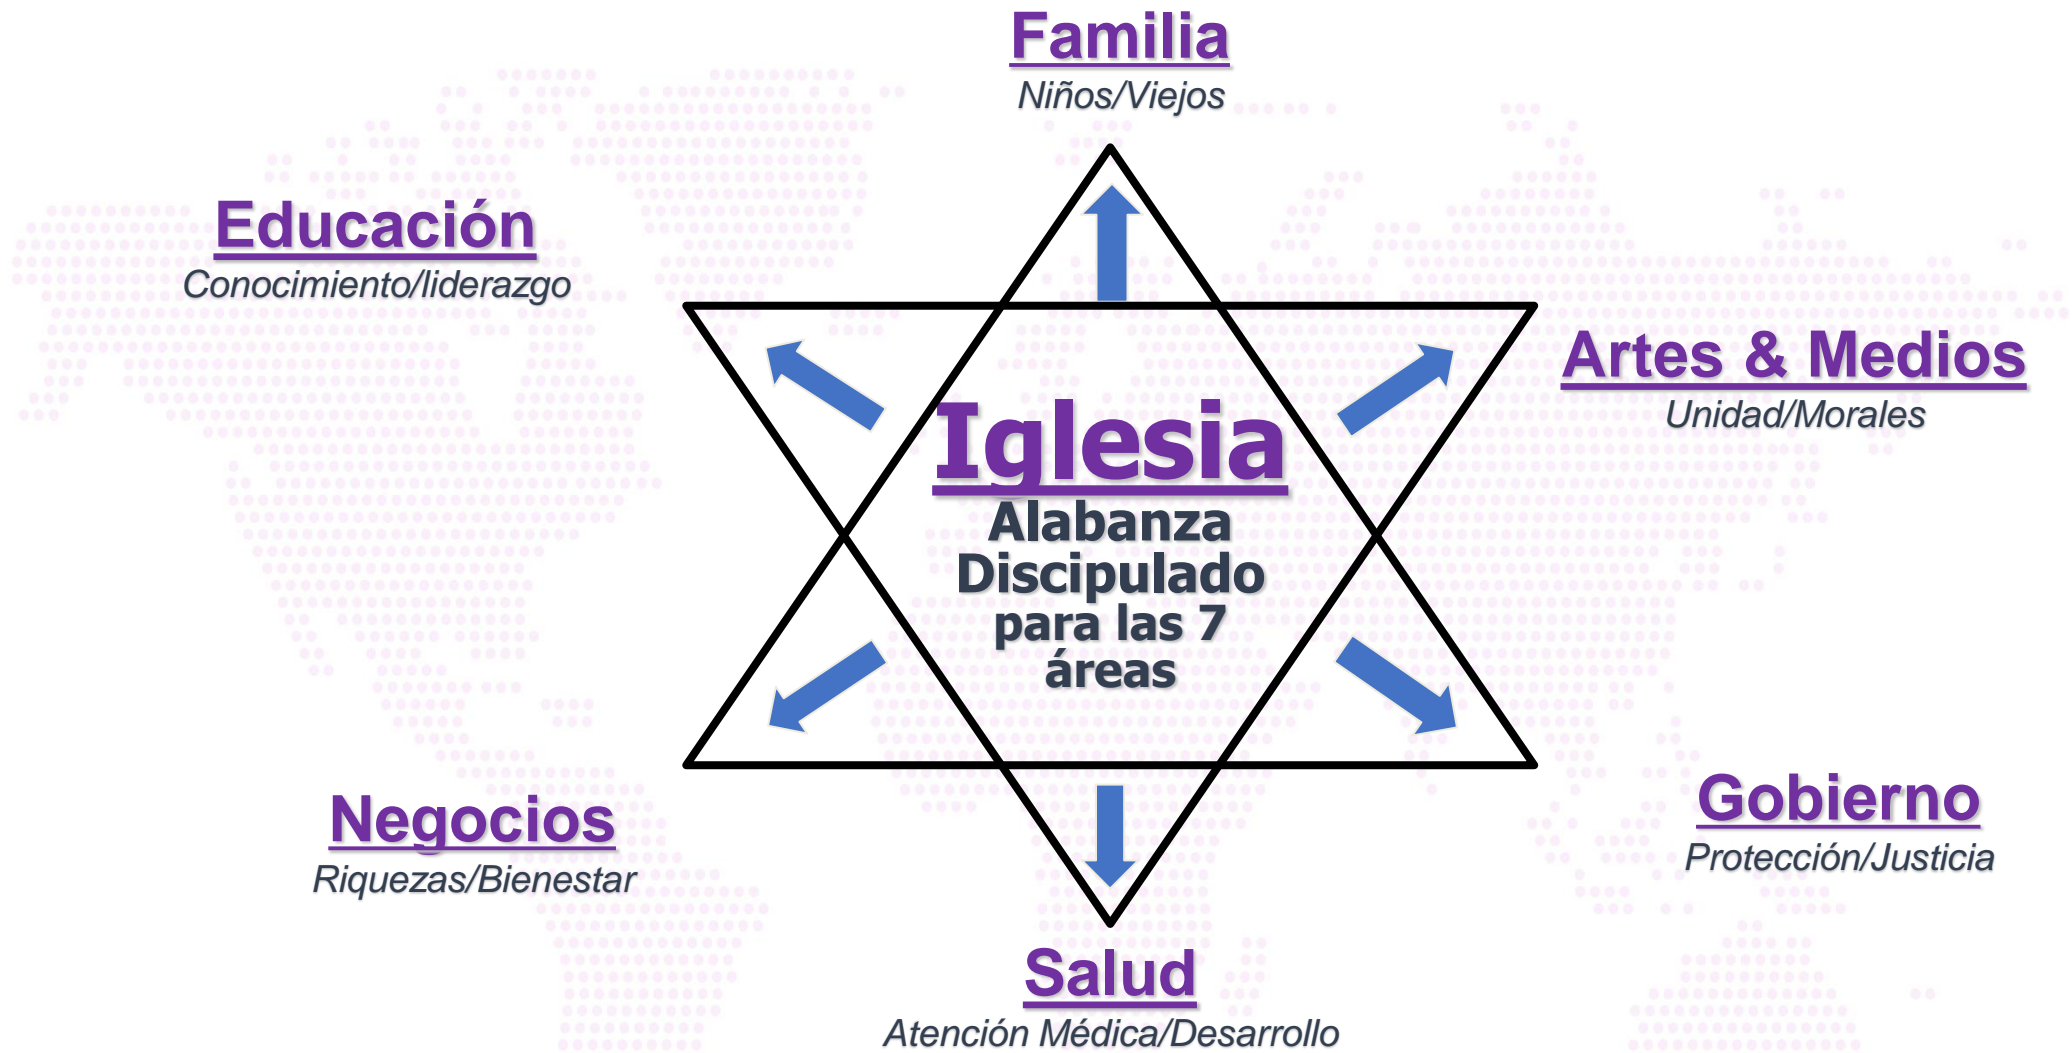 Familia
Niños/Viejos
Educación
Conocimiento/liderazgo
Artes & Medios
Unidad/Morales
Iglesia
Alabanza
Discipulado
para las 7
áreas
Negocios
Riquezas/Bienestar
Gobierno
Protección/Justicia
Salud
Atención Médica/Desarrollo